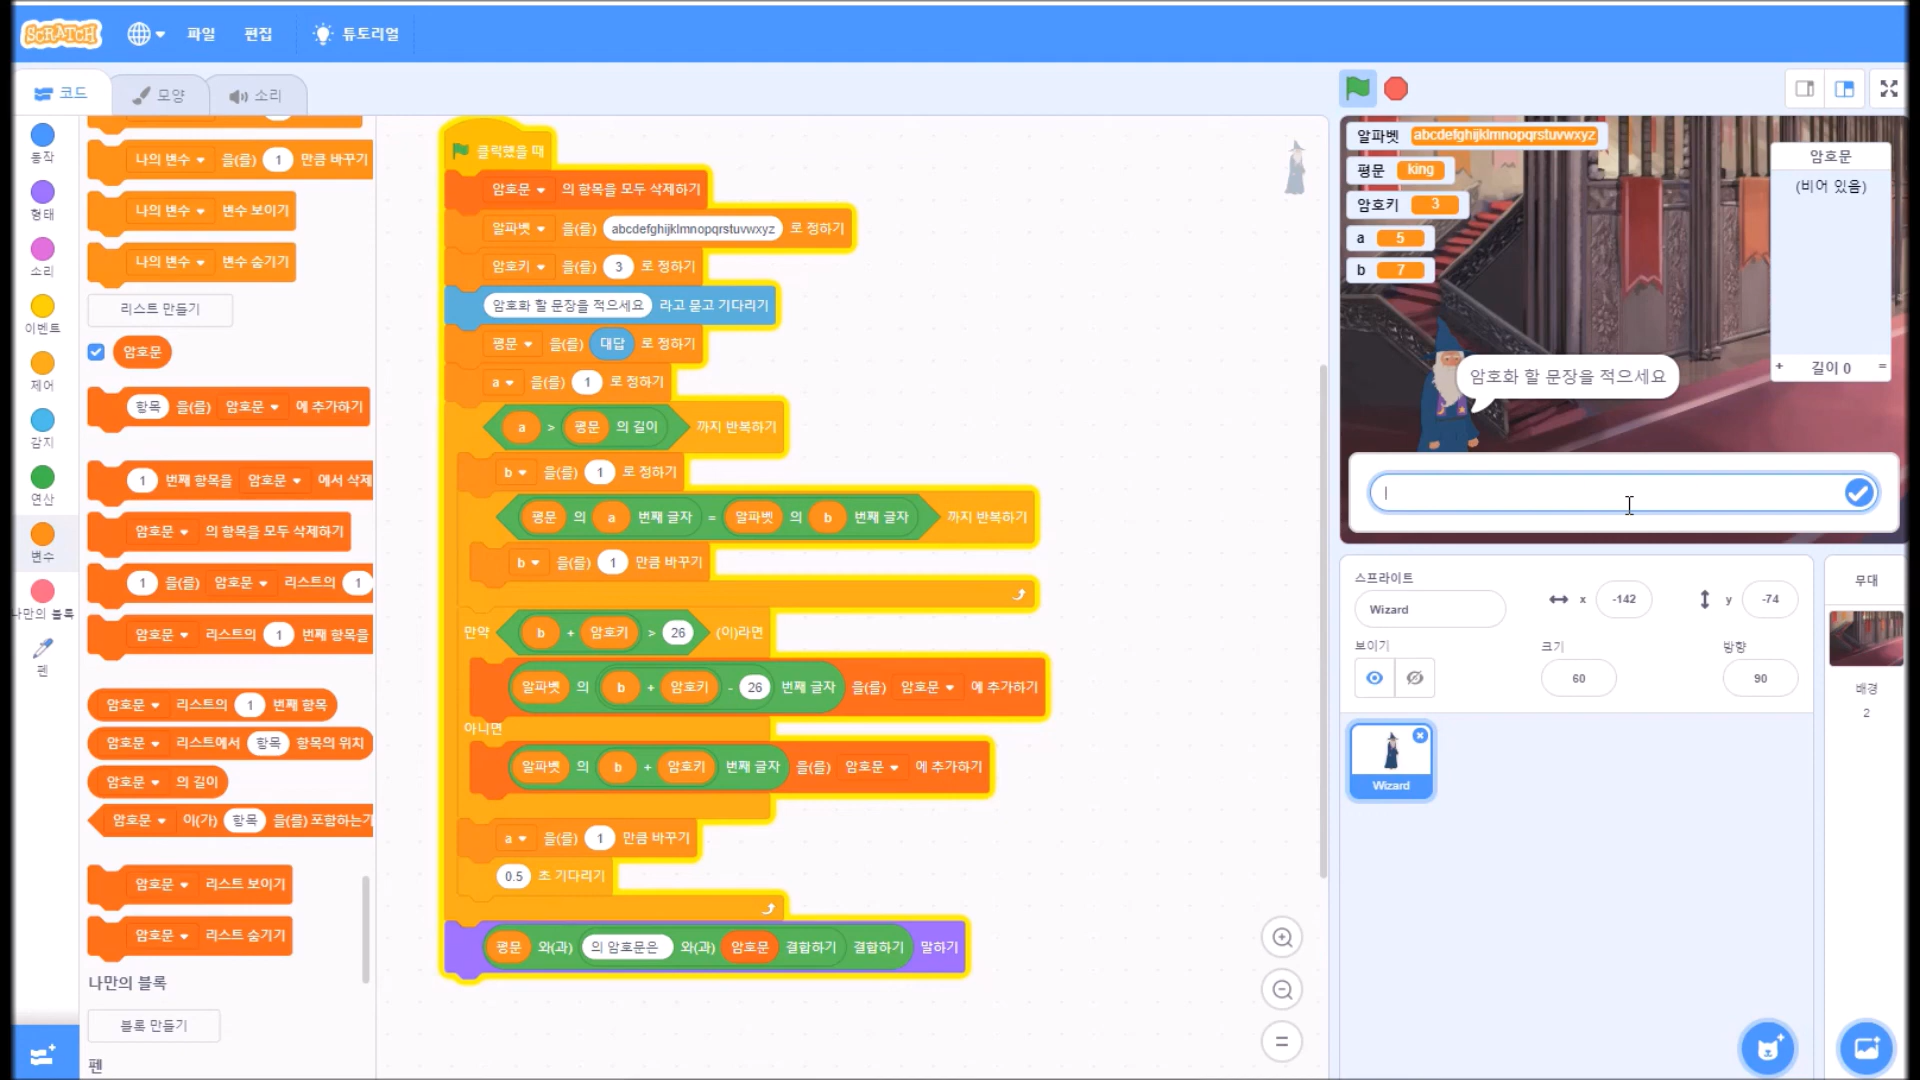 SCRATCH
파일
편집
튜토리얼
코드
모양
소리
동작
형태
소리
이벤트
제어
감지
연산
변수
나만의 블록
펜
나의 변수 을(를) 1 만큼 바꾸기
나의 변수 변수 보이기
나의 변수 변수 숨기기
리스트 만들기
암호문
항목 을(를) 암호문 에 추가하기
1 번째 항목을 암호문 에서 삭제
암호문 의 항목을 모두 삭제하기
1 을(를) 암호문 리스트의 1
암호문 리스트의 1 번째 항목을
암호문 리스트의 1 번째 항목
암호문 리스트에서 항목 항목의 위치
암호문 의 길이
암호문 이(가) 항목 을(를) 포함하는가
암호문 리스트 보이기
암호문 리스트 숨기기
나만의 블록
블록 만들기
펜
클릭했을 때
암호문 의 항목을 모두 삭제하기
알파벳 을(를) abcdefghijklmnopqrstuvwxyz 로 정하기
암호키 을(를) 3 로 정하기
암호화 할 문장을 적으세요 라고 묻고 기다리기
평문 을(를) 대답 로 정하기
a 을(를) 1 로 정하기
a > 평문 의 길이 까지 반복하기
b 을(를) 1 로 정하기
평문 의 a 번째 글자 = 알파벳 의 b 번째 글자 까지 반복하기
b 을(를) 1 만큼 바꾸기
만약 b + 암호키 > 26 (이)라면
알파벳 의 b + 암호키 - 26 번째 글자 을(를) 암호문 에 추가하기
아니면
알파벳 의 b + 암호키 번째 글자 을(를) 암호문 에 추가하기
a 을(를) 1 만큼 바꾸기
0.5 초 기다리기
평문 와(과) 의 암호문은 와(과) 암호문 결합하기 결합하기 말하기
알파벳 abcdefghijklmnopqrstuvwxyz
평문 king
암호키 3
a 5
b 7
암호문
(비어 있음)
+ 길이 0 =
암호화 할 문장을 적으세요
스프라이트
Wizard
x -142
y -74
보이기
크기
60
방향
90
Wizard
무대
배경
2